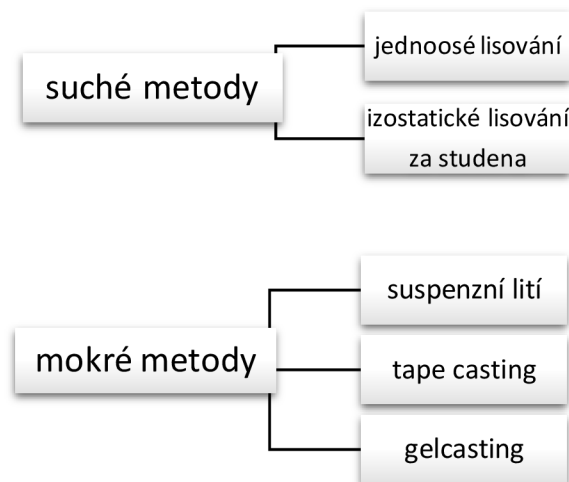 suché metody
jednoosé lisování
izostatické lisování
za studena
mokré metody
suspenzní lití
tape casting
gelcasting